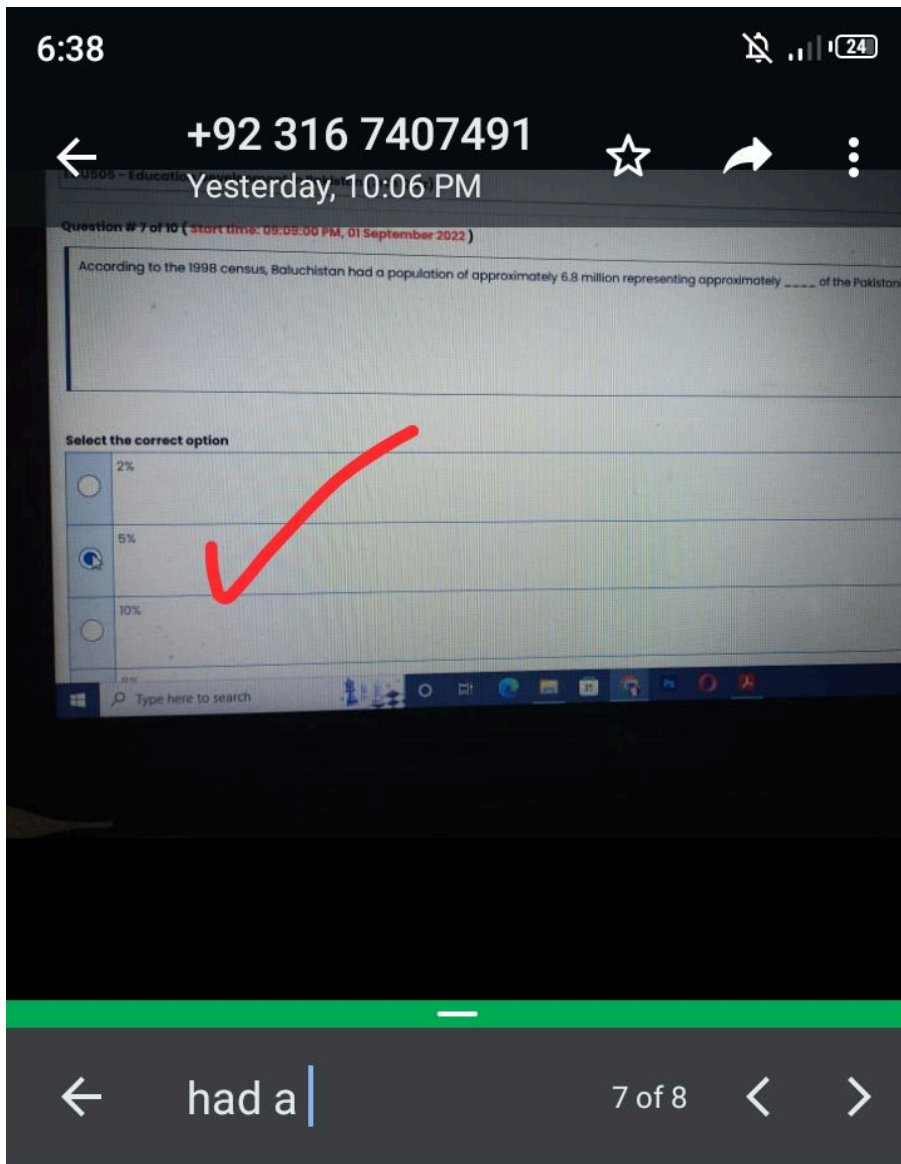 6:38
24
+92 316 7407491
Yesterday, 10:06 PM
Question # 7 of 10 ( Start time: 09:09:00 PM, 01 September 2022 )
According to the 1998 census, Baluchistan had a population of approximately 6.8 million representing approximately ____ of the Pakistan
Select the correct option
2%
5%
10%
Type here to search
had a
7 of 8